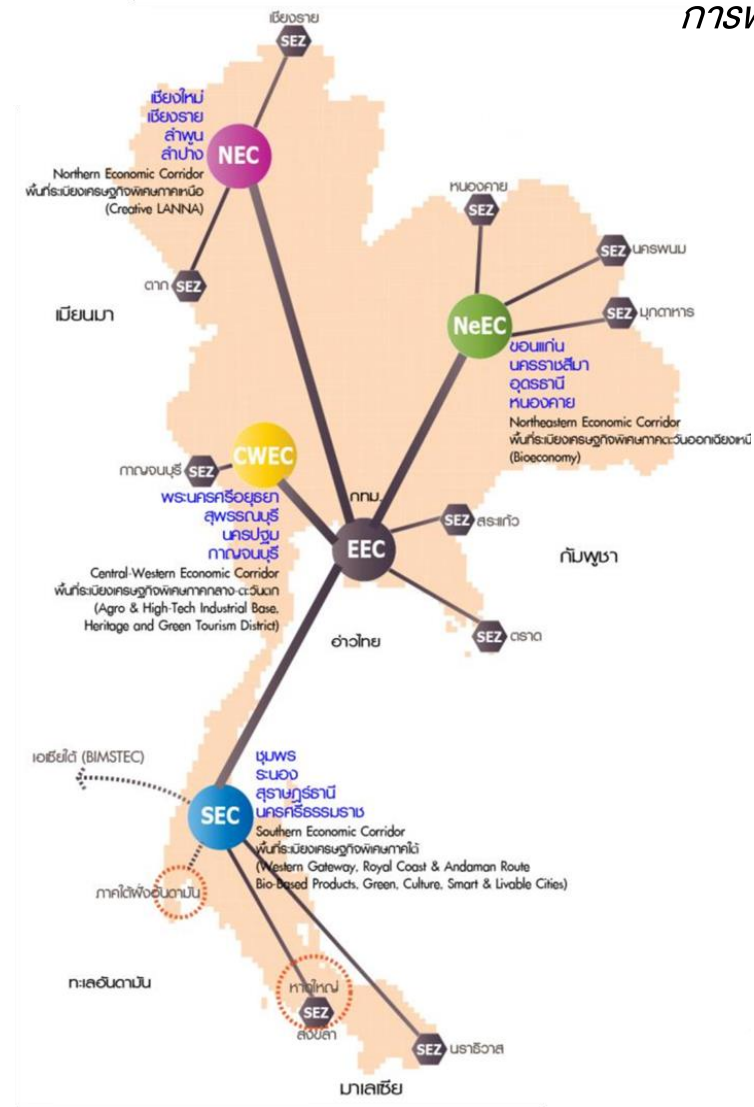 การพ
เชียงราย
SEZ
เชียงใหม่
เชียงราย
ลำพูน
ลำปาง
NEC
Northern Economic Corridor
พื้นที่ระเบียงเศรษฐกิจพิเศษภาคเหนือ
(Creative LANNA)
หนองคาย
SEZ
SEZ นครพนม
ตาก SEZ
SEZ มุกดาหาร
เมียนมา
NeEC
ขอนแก่น
นครราชสีมา
อุดรธานี
หนองคาย
Northeastern Economic Corridor
พื้นที่ระเบียงเศรษฐกิจพิเศษภาคตะวันออกเฉียงเหนื
(Bioeconomy)
CWEC
กาญจนบุรี SEZ
พระนครศรีอยุธยา
สุพรรณบุรี
นครปฐม
กาญจนบุรี
Central-Western Economic Corridor
พื้นที่ระเบียงเศรษฐกิจพิเศษภาคกลาง-ตะวันตก
(Agro & High-Tech Industrial Base,
Heritage and Green Tourism District)
กทม.
EEC
SEZ สระแก้ว
กัมพูชา
SEZ ตราด
อ่าวไทย
เอเซียใต้ (BIMSTEC)
SEC
ชุมพร
ระนอง
สุราษฎร์ธานี
นครศรีธรรมราช
Southern Economic Corridor
พื้นที่ระเบียงเศรษฐกิจพิเศษภาคใต้
(Western Gateway, Royal Coast & Andaman Route
Bio-Based Products, Green, Culture, Smart & Livable Cities)
ภาคใต้ฝั่งอันดามัน
ทะเลอันดามัน
หาดใหญ่
SEZ
สงขลา
SEZ นราธิวาส
มาเลเซีย